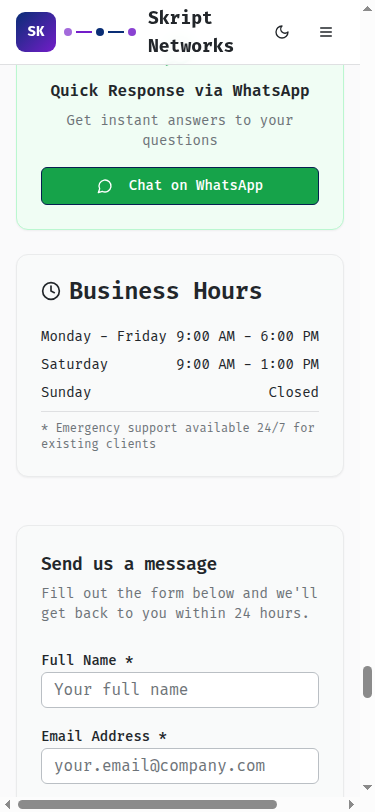 SK
Skript
Networks
Quick Response via WhatsApp
Get instant answers to your
questions
Chat on WhatsApp
Business Hours
Monday - Friday 9:00 AM - 6:00 PM
Saturday 9:00 AM - 1:00 PM
Sunday Closed
* Emergency support available 24/7 for
existing clients
Send us a message
Fill out the form below and we'll
get back to you within 24 hours.
Full Name *
Your full name
Email Address *
your.email@company.com